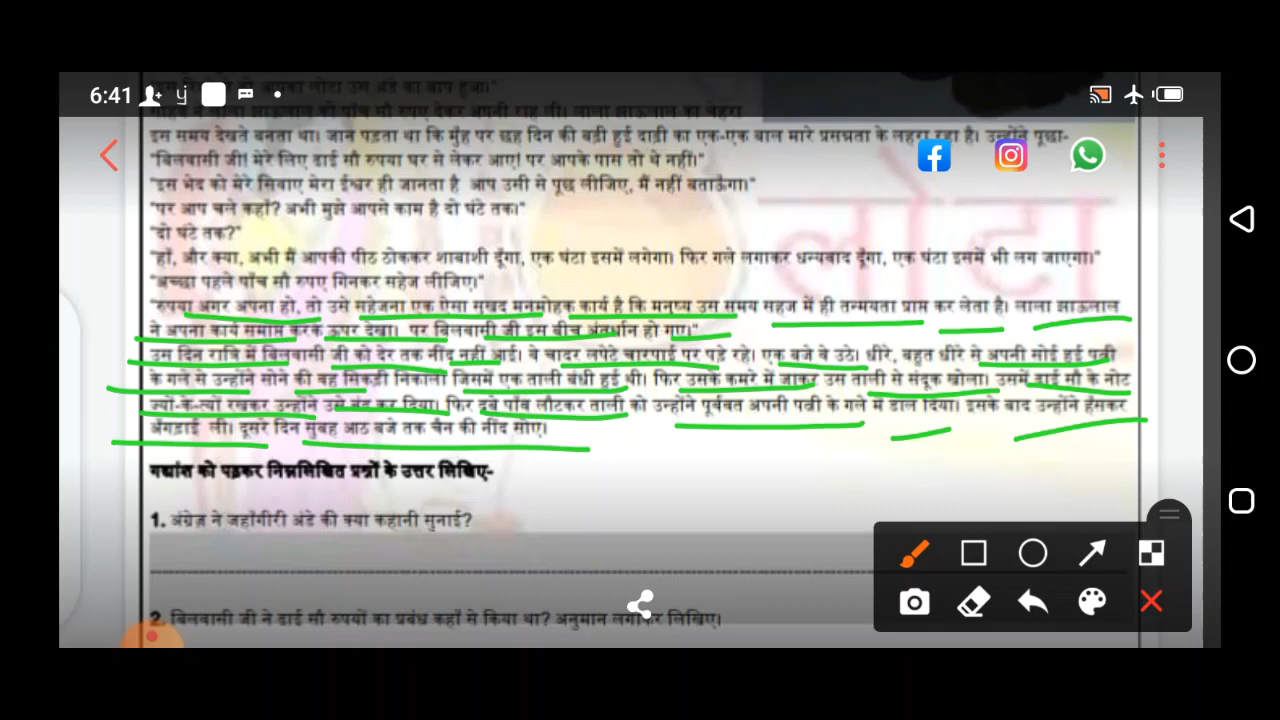 6:41
आपका लोटा उस अंडे का बाप हुआ।"
लाला झाऊलाल को पाँच सौ रुपए देकर अपनी राह ली। लाला झाऊलाल का चेहरा
इस समय देखते बनता था। जान पड़ता था कि मुँह पर छह दिन की बढ़ी हुई दाढ़ी का एक-एक बाल मारे प्रसन्नता के लहरा रहा है। उन्होंने पूछा-
"बिलवासी जी! मेरे लिए ढाई सौ रुपया घर से लेकर आए! पर आपके पास तो थे नहीं।"
"इस भेद को मेरे सिवाए मेरा ईश्वर ही जानता है आप उसी से पूछ लीजिए, मैं नहीं बताऊँगा।"
"पर आप चले कहाँ? अभी मुझे आपसे काम है दो घंटे तक।"
"दो घंटे तक?"
"हाँ, और क्या, अभी मैं आपकी पीठ ठोककर शाबाशी दूँगा, एक घंटा इसमें लगेगा। फिर गले लगाकर धन्यवाद दूँगा, एक घंटा इसमें भी लग जाएगा।"
"अच्छा पहले पाँच सौ रुपए गिनकर सहेज लीजिए।"
"रुपया अगर अपना हो, तो उसे सहेजना एक ऐसा सुखद मनमोहक कार्य है कि मनुष्य उस समय सहज में ही तन्मयता प्राप्त कर लेता है। लाला झाऊलाल
ने अपना कार्य समाप्त करके ऊपर देखा। पर बिलवासी जी इस बीच अंतर्धान हो गए।"
उस दिन रात्रि में बिलवासी जी को देर तक नींद नहीं आई। वे चादर लपेटे चारपाई पर पड़े रहे। एक बजे वे उठे। धीरे, बहुत धीरे से अपनी सोई हुई पत्नी
के गले से उन्होंने सोने की वह सिकड़ी निकाली जिसमें एक ताली बंधी हुई थी। फिर उसके कमरे में जाकर उस ताली से संदूक खोला। उसमें ढाई सौ के नोट
ज्यों-के-त्यों रखकर उन्होंने उसे बंद कर दिया। फिर दबे पाँव लौटकर ताली को उन्होंने पूर्ववत अपनी पत्नी के गले में डाल दिया। इसके बाद उन्होंने हँसकर
अँगड़ाई ली। दूसरे दिन सुबह आठ बजे तक चैन की नींद सोए।
लोटा
गद्यांश को पढ़कर निम्नलिखित प्रश्नों के उत्तर लिखिए-
1. अंग्रेज़ ने जहाँगीरी अंडे की क्या कहानी सुनाई?
2. बिलवासी जी ने ढाई सौ रुपयों का प्रबंध कहाँ से किया था? अनुमान लगाकर लिखिए।